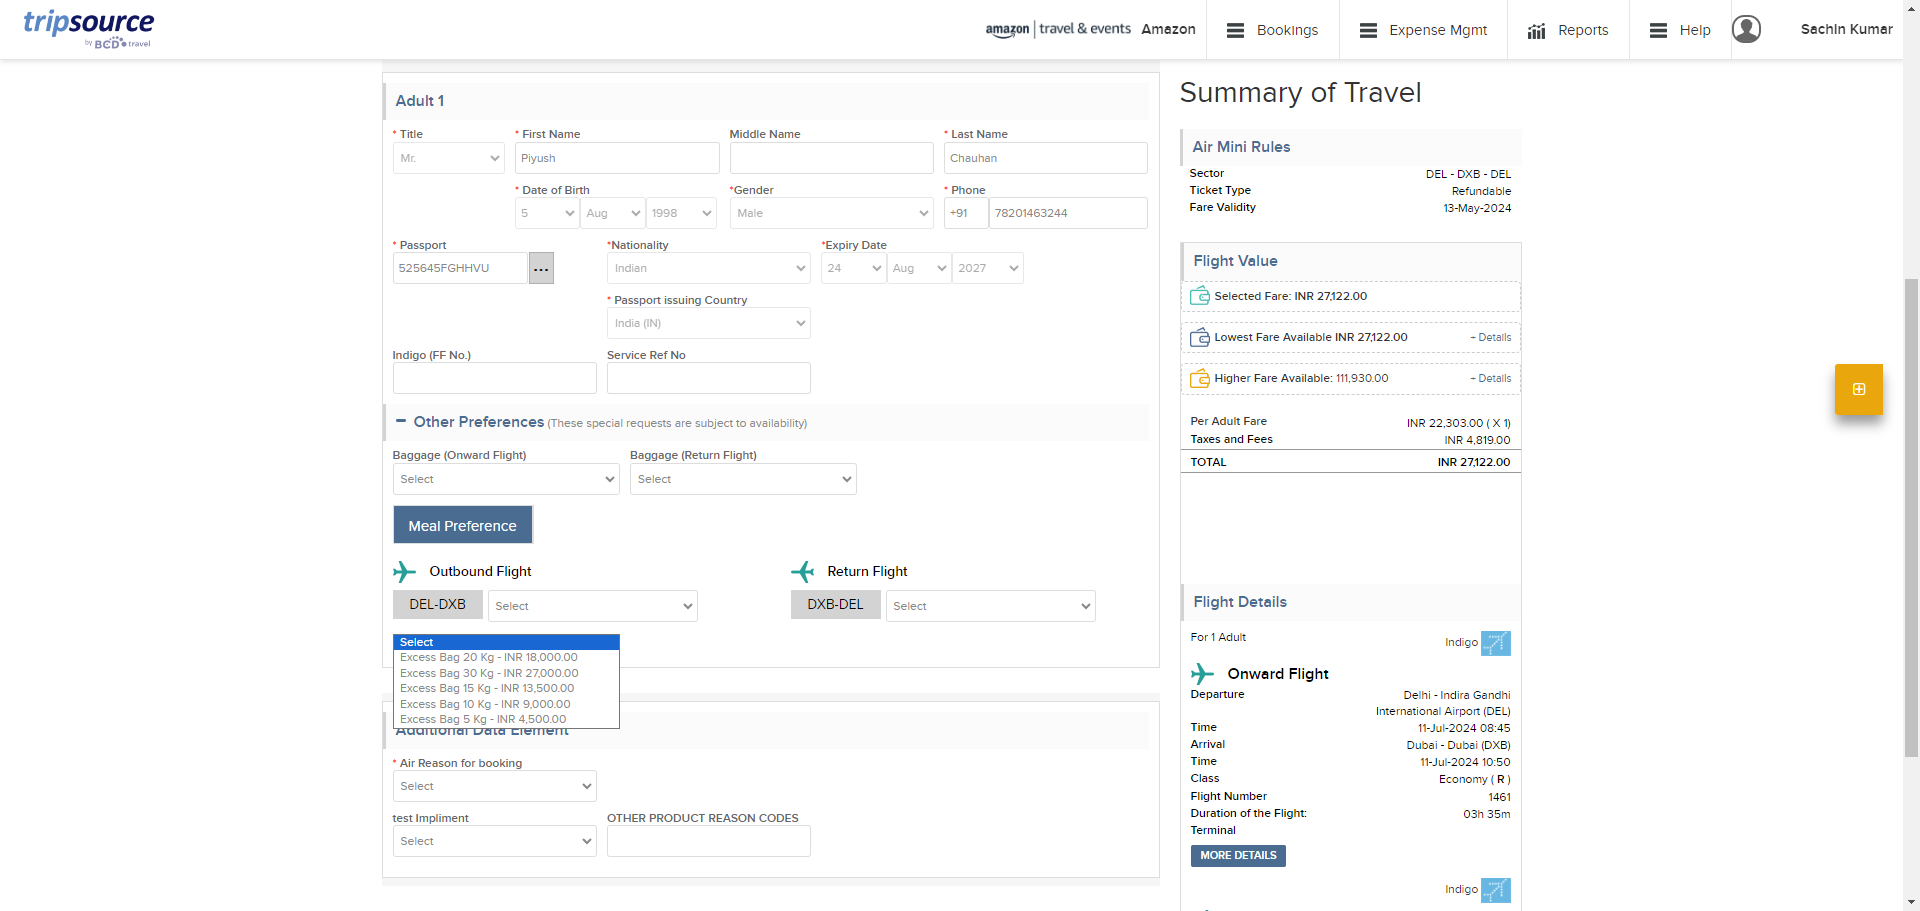 tripsource
by BCD travel
amazon | travel & events Amazon
Bookings
Expense Mgmt
Reports
Help
Sachin Kumar
Adult 1
* Title
* First Name
Middle Name
* Last Name
Mr.
Piyush
Chauhan
* Date of Birth
*Gender
* Phone
5
Aug
1998
Male
+91
78201463244
* Passport
*Nationality
*Expiry Date
525645FGHHVU
...
Indian
24
Aug
2027
* Passport issuing Country
India (IN)
Indigo (FF No.)
Service Ref No
Other Preferences (These special requests are subject to availability)
Baggage (Onward Flight)
Baggage (Return Flight)
Select
Select
Meal Preference
Outbound Flight
Return Flight
DEL-DXB
Select
DXB-DEL
Select
Select
Excess Bag 20 Kg - INR 18,000.00
Excess Bag 30 Kg - INR 27,000.00
Excess Bag 15 Kg - INR 13,500.00
Excess Bag 10 Kg - INR 9,000.00
Excess Bag 5 Kg - INR 4,500.00
Additional Data Element
* Air Reason for booking
Select
test Impliment
OTHER PRODUCT REASON CODES
Select
Summary of Travel
Air Mini Rules
Sector DEL - DXB - DEL
Ticket Type Refundable
Fare Validity 13-May-2024
Flight Value
Selected Fare: INR 27,122.00
Lowest Fare Available INR 27,122.00 + Details
Higher Fare Available: 111,930.00 + Details
Per Adult Fare INR 22,303.00 ( X 1)
Taxes and Fees INR 4,819.00
TOTAL INR 27,122.00
Flight Details
For 1 Adult Indigo
Onward Flight
Departure Delhi - Indira Gandhi
International Airport (DEL)
Time 11-Jul-2024 08:45
Arrival Dubai - Dubai (DXB)
Time 11-Jul-2024 10:50
Class Economy ( R )
Flight Number 1461
Duration of the Flight: 03h 35m
Terminal
MORE DETAILS
Indigo